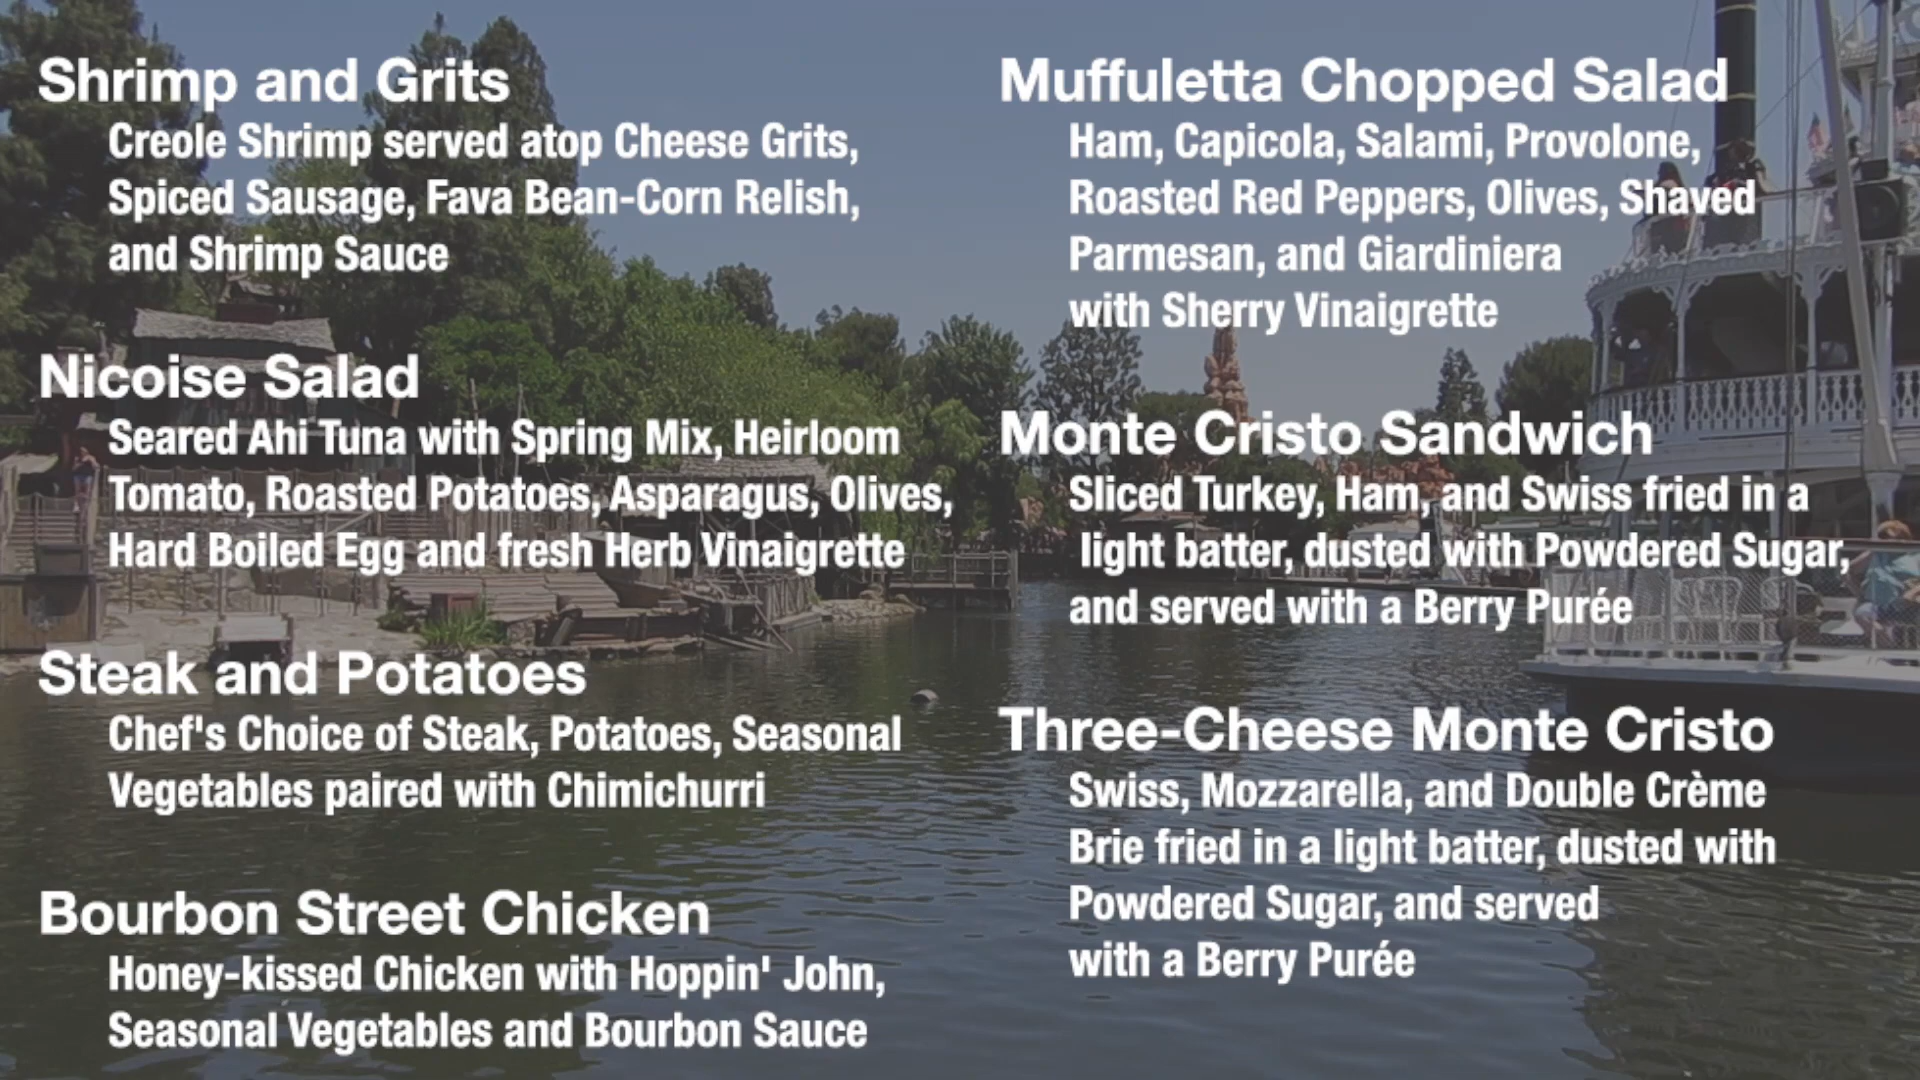 Shrimp and Grits
Creole Shrimp served atop Cheese Grits,
Spiced Sausage, Fava Bean-Corn Relish,
and Shrimp Sauce
Nicoise Salad
Seared Ahi Tuna with Spring Mix, Heirloom
Tomato, Roasted Potatoes, Asparagus, Olives,
Hard Boiled Egg and fresh Herb Vinaigrette
Steak and Potatoes
Chef's Choice of Steak, Potatoes, Seasonal
Vegetables paired with Chimichurri
Bourbon Street Chicken
Honey-kissed Chicken with Hoppin' John,
Seasonal Vegetables and Bourbon Sauce
Muffuletta Chopped Salad
Ham, Capicola, Salami, Provolone,
Roasted Red Peppers, Olives, Shaved
Parmesan, and Giardiniera
with Sherry Vinaigrette
Monte Cristo Sandwich
Sliced Turkey, Ham, and Swiss fried in a
light batter, dusted with Powdered Sugar,
and served with a Berry Purée
Three-Cheese Monte Cristo
Swiss, Mozzarella, and Double Crème
Brie fried in a light batter, dusted with
Powdered Sugar, and served
with a Berry Purée